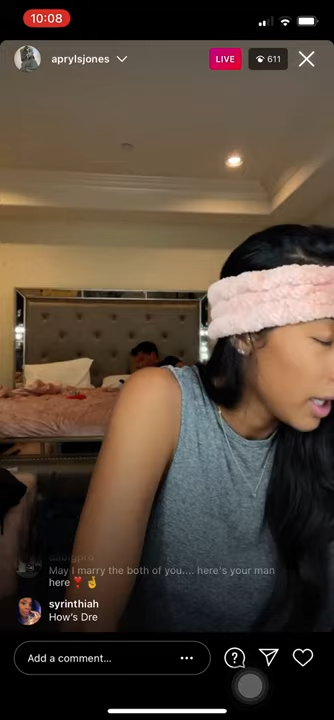 10:08
aprylsjones
LIVE
611
May I marry the both of you.... here's your man
here❣️🤞
syrinthiah
How's Dre
Add a comment...